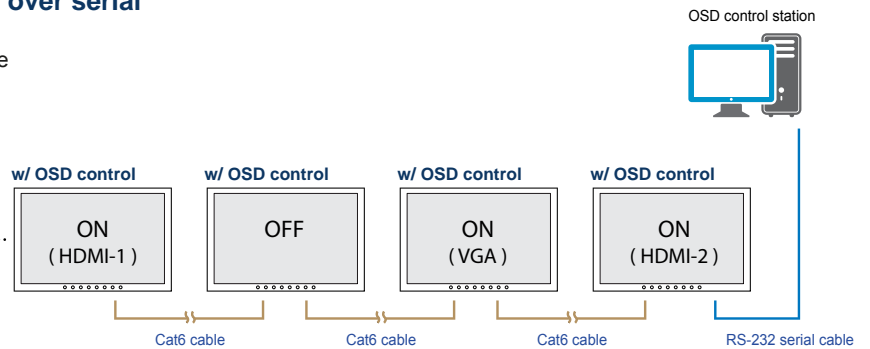 over serial
OSD control station
e
w/ OSD control w/ OSD control w/ OSD control w/ OSD control
ON OFF ON ON
( HDMI-1 ) ( VGA ) ( HDMI-2 )
..
Cat6 cable Cat6 cable Cat6 cable RS-232 serial cable